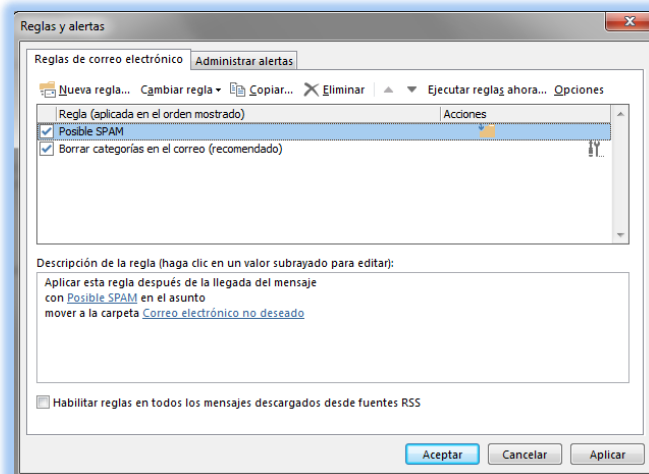 Reglas y alertas
Reglas de correo electrónico Administrar alertas
Nueva regla... Cambiar regla Copiar... Eliminar Ejecutar reglas ahora... Opciones
Regla (aplicada en el orden mostrado) Acciones
Posible SPAM
Borrar categorías en el correo (recomendado)
Descripción de la regla (haga clic en un valor subrayado para editar):
Aplicar esta regla después de la llegada del mensaje
con Posible SPAM en el asunto
mover a la carpeta Correo electrónico no deseado
Habilitar reglas en todos los mensajes descargados desde fuentes RSS
Aceptar Cancelar Aplicar